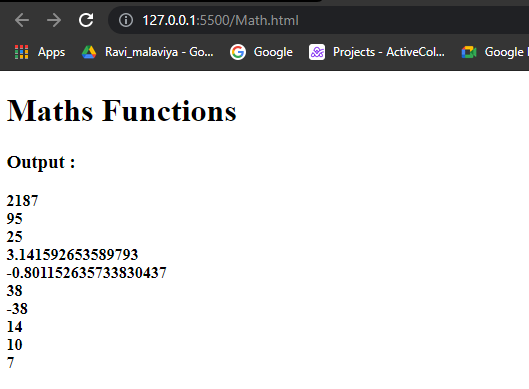 127.0.0.1:5500/Math.html
Apps Ravi_malaviya - Go... Google Projects - ActiveCol... Google
Maths Functions
Output :
2187
95
25
3.141592653589793
-0.801152635733830437
38
-38
14
10
7